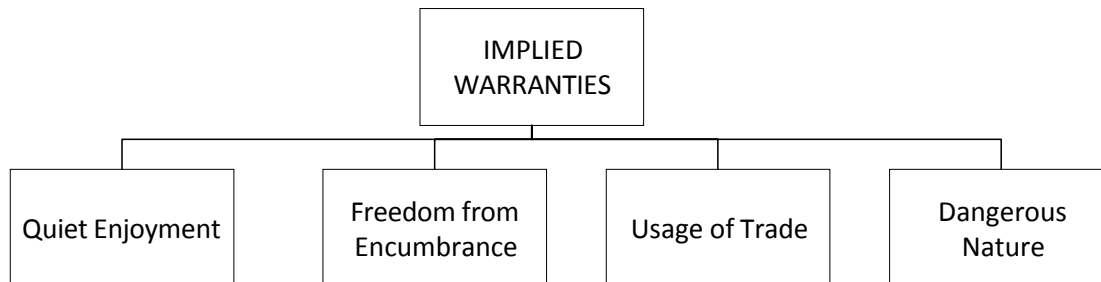 IMPLIED
WARRANTIES
Quiet Enjoyment
Freedom from
Encumbrance
Usage of Trade
Dangerous
Nature